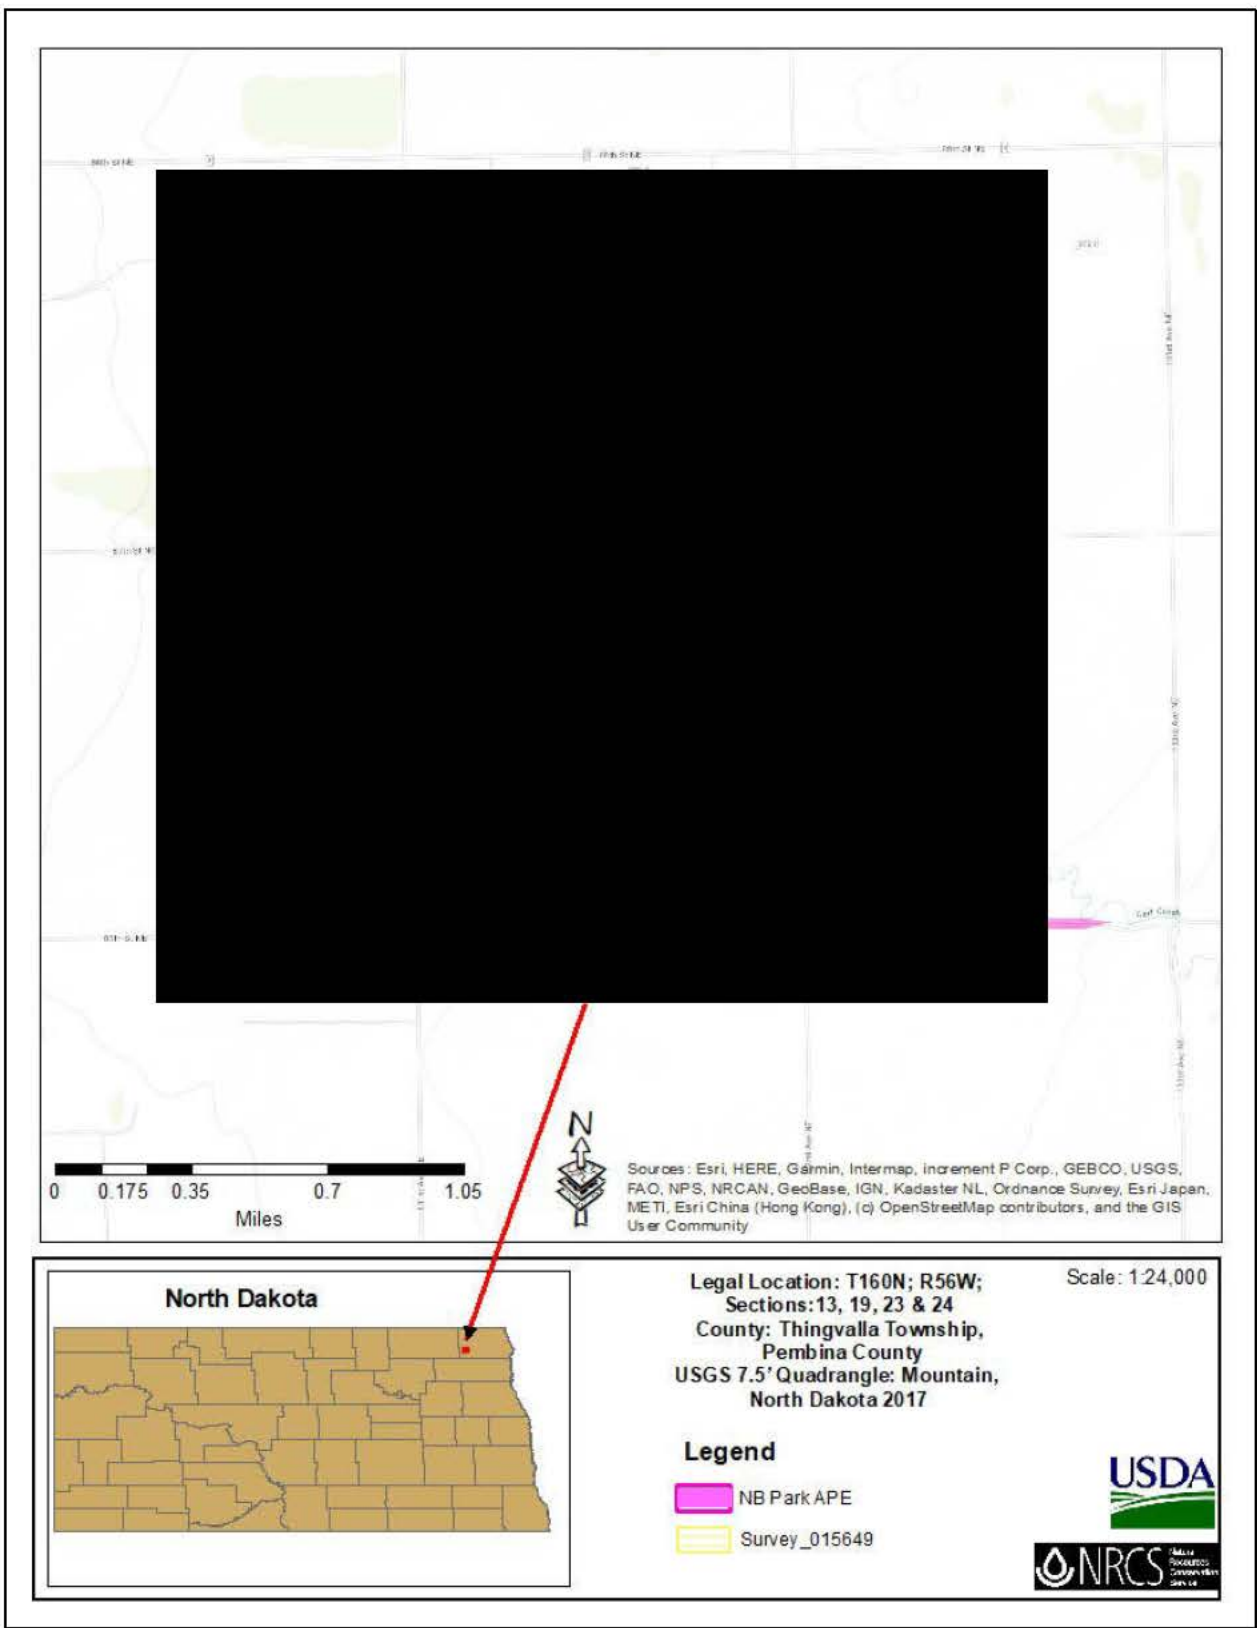 N
0 0.175 0.35 0.7 1.05
Miles
Sources: Esri, HERE, Garmin, Intermap, increment P Corp., GEBCO, USGS,
FAO, NPS, NRCAN, GeoBase, IGN, Kadaster NL, Ordnance Survey, Esri Japan,
METI, Esri China (Hong Kong), (c) OpenStreetMap contributors, and the GIS
User Community
North Dakota
Legal Location: T160N; R56W;
Sections:13, 19, 23 & 24
County: Thingvalla Township,
Pembina County
USGS 7.5' Quadrangle: Mountain,
North Dakota 2017
Scale: 1:24,000
Legend
NB Park APE
Survey_015649
USDA
NRCS
Natural
Resources
Conservation
Service